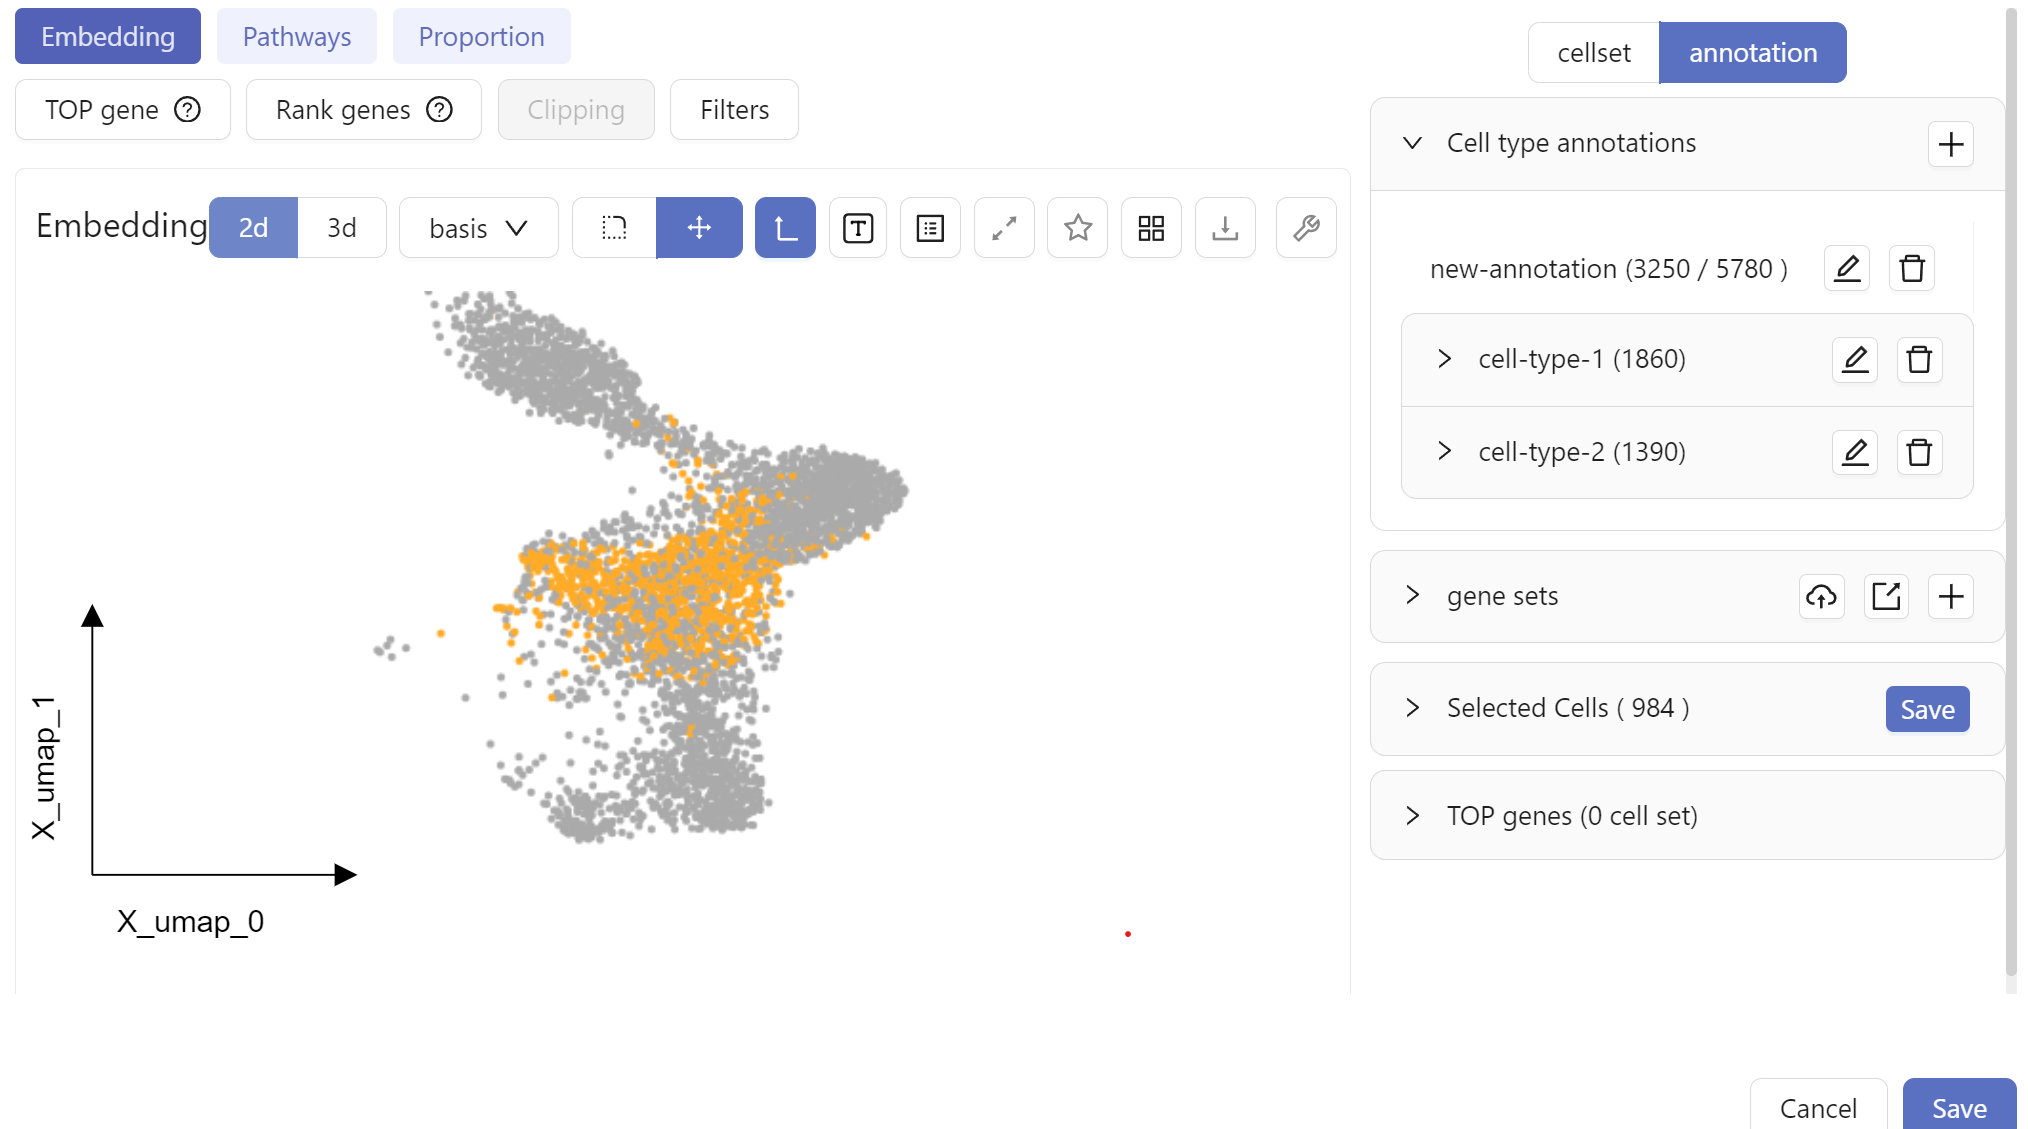 Embedding Pathways Proportion
TOP gene Rank genes Clipping Filters
Embedding 2d 3d basis
X_umap_1
X_umap_0
cellset annotation
Cell type annotations
new-annotation (3250 / 5780 )
cell-type-1 (1860)
cell-type-2 (1390)
gene sets
Selected Cells ( 984 ) Save
TOP genes (0 cell set)
Cancel Save